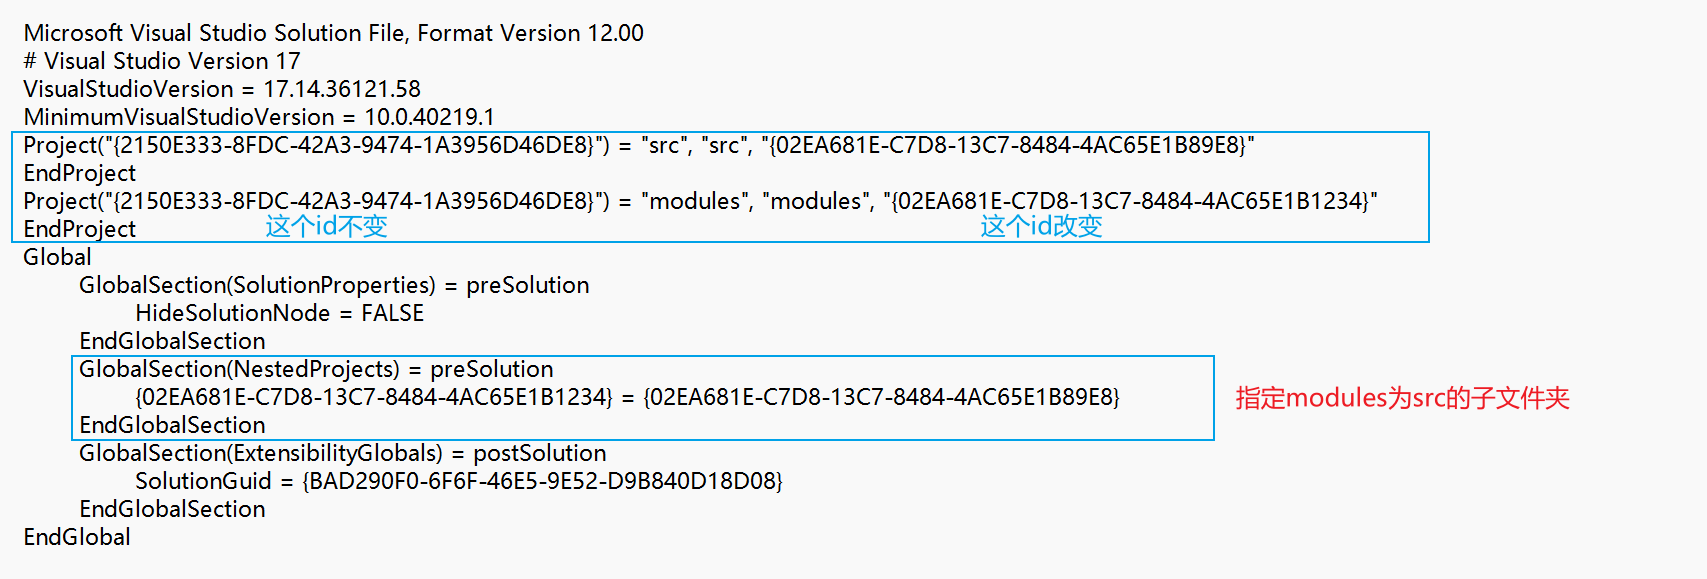 Microsoft Visual Studio Solution File, Format Version 12.00
# Visual Studio Version 17
VisualStudioVersion = 17.14.36121.58
MinimumVisualStudioVersion = 10.0.40219.1
Project("{2150E333-8FDC-42A3-9474-1A3956D46DE8}") = "src", "src", "{02EA681E-C7D8-13C7-8484-4AC65E1B89E8}"
EndProject
Project("{2150E333-8FDC-42A3-9474-1A3956D46DE8}") = "modules", "modules", "{02EA681E-C7D8-13C7-8484-4AC65E1B1234}"
EndProject 这个id不变 这个id改变
Global
GlobalSection(SolutionProperties) = preSolution
HideSolutionNode = FALSE
EndGlobalSection
GlobalSection(NestedProjects) = preSolution
{02EA681E-C7D8-13C7-8484-4AC65E1B1234} = {02EA681E-C7D8-13C7-8484-4AC65E1B89E8} 指定modules为src的子文件夹
EndGlobalSection
GlobalSection(ExtensibilityGlobals) = postSolution
SolutionGuid = {BAD290F0-6F6F-46E5-9E52-D9B840D18D08}
EndGlobalSection
EndGlobal